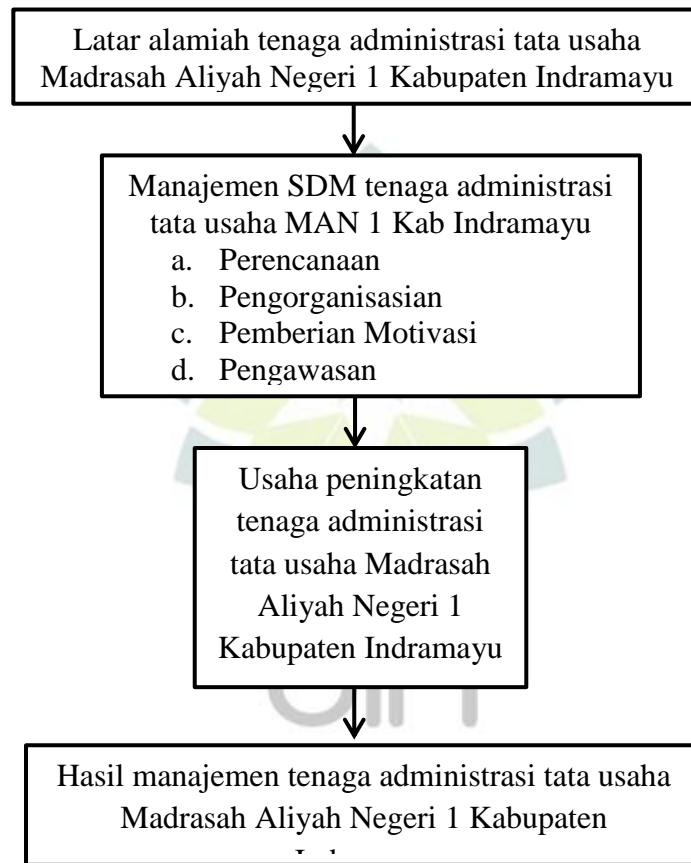 Latar alamiah tenaga administrasi tata usaha
Madrasah Aliyah Negeri 1 Kabupaten Indramayu
Manajemen SDM tenaga administrasi
tata usaha MAN 1 Kab Indramayu
a. Perencanaan
b. Pengorganisasian
c. Pemberian Motivasi
d. Pengawasan
Usaha peningkatan
tenaga administrasi
tata usaha Madrasah
Aliyah Negeri 1
Kabupaten Indramayu
uin
Hasil manajemen tenaga administrasi tata usaha
Madrasah Aliyah Negeri 1 Kabupaten